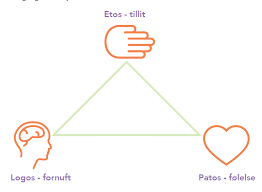 Etos - tillit
Logos - fornuft
Patos - følelse